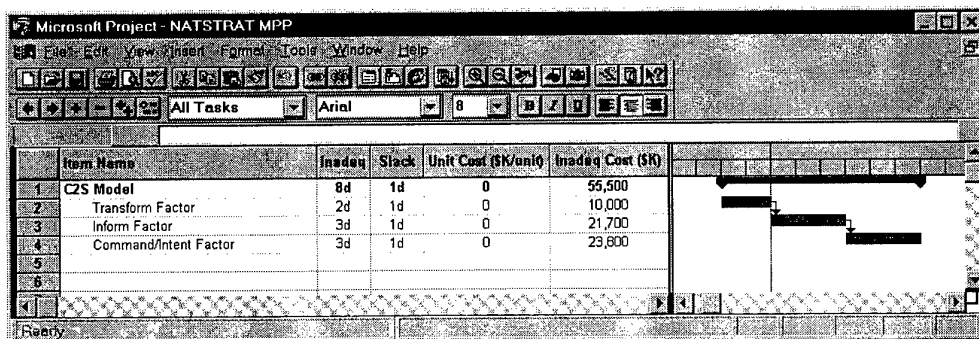 Microsoft Project - NATSTRAT MPP
File Edit View Insert Format Tools Window Help
All Tasks Arial 8 B I U
Item Name Inadeq Slack Unit Cost ($K/unit) Inadeq Cost ($K)
1 C2S Model 8d 1d 0 55,500
2 Transform Factor 2d 1d 0 10,000
3 Inform Factor 3d 1d 0 21,700
4 Command/Intent Factor 3d 1d 0 23,800
5
6
Ready